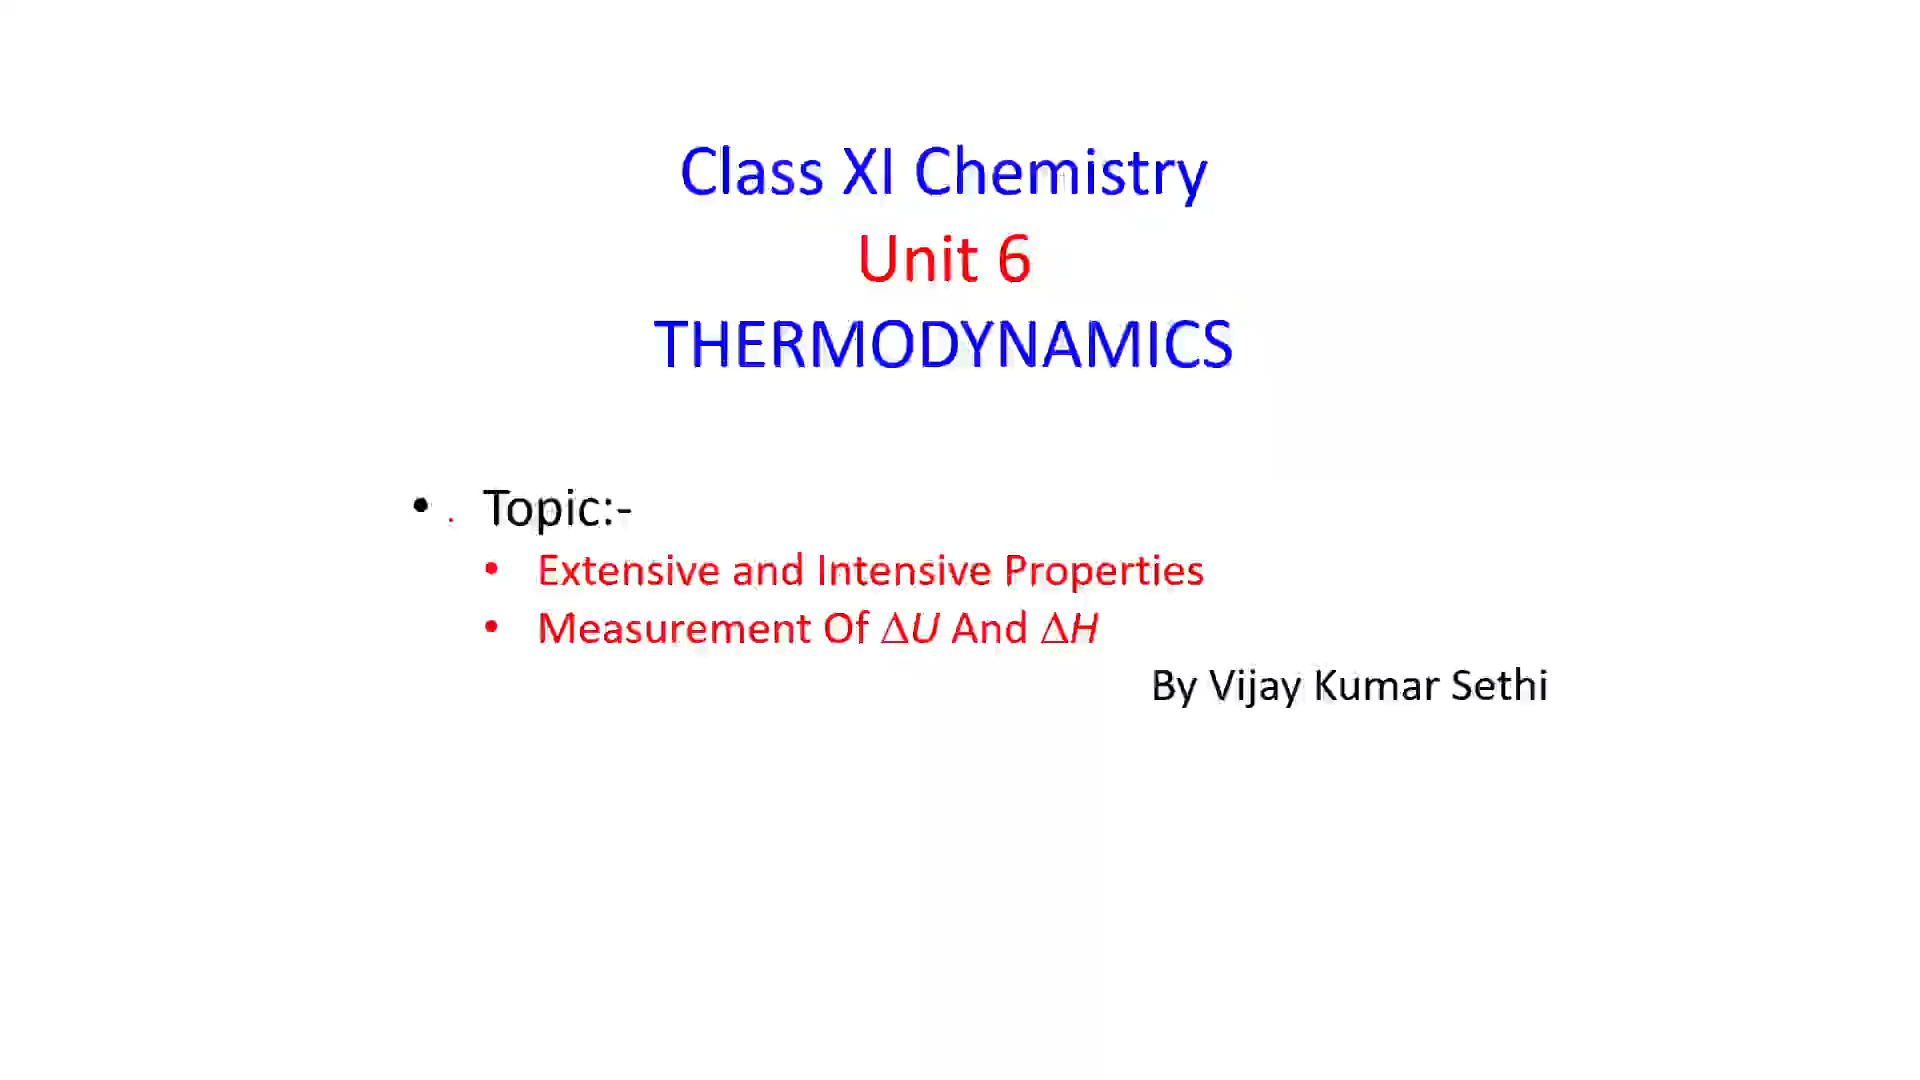 Class XI Chemistry
Unit 6
THERMODYNAMICS
• Topic:-
• Extensive and Intensive Properties
• Measurement Of ΔU And ΔH
By Vijay Kumar Sethi